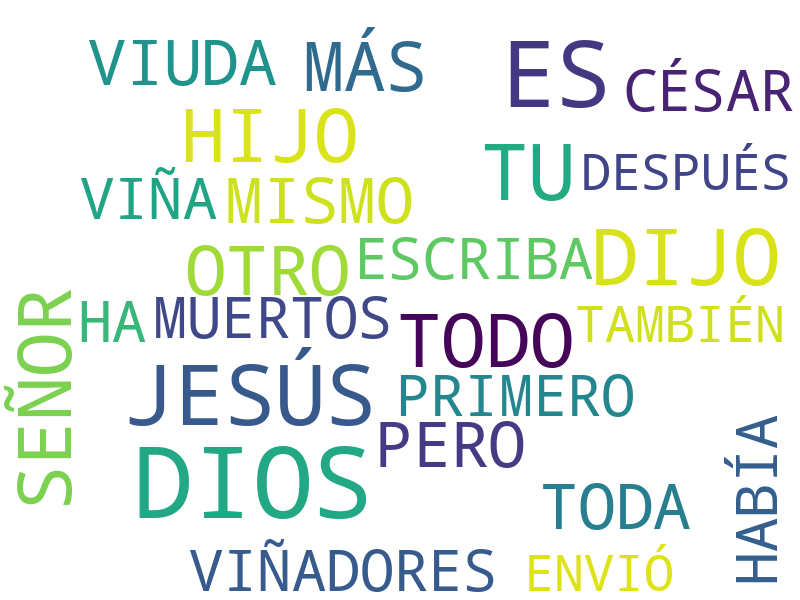 VIUDA MÁS ES CÉSAR
HIJO
TU DESPUÉS
VIÑA MISMO
OTRO ESCRIBA DIJO
SEÑOR
HA MUERTOS TODO TAMBIÉN
JESÚS PRIMERO
PERO
DIOS
HABÍA
TODA
VIÑADORES ENVIÓ